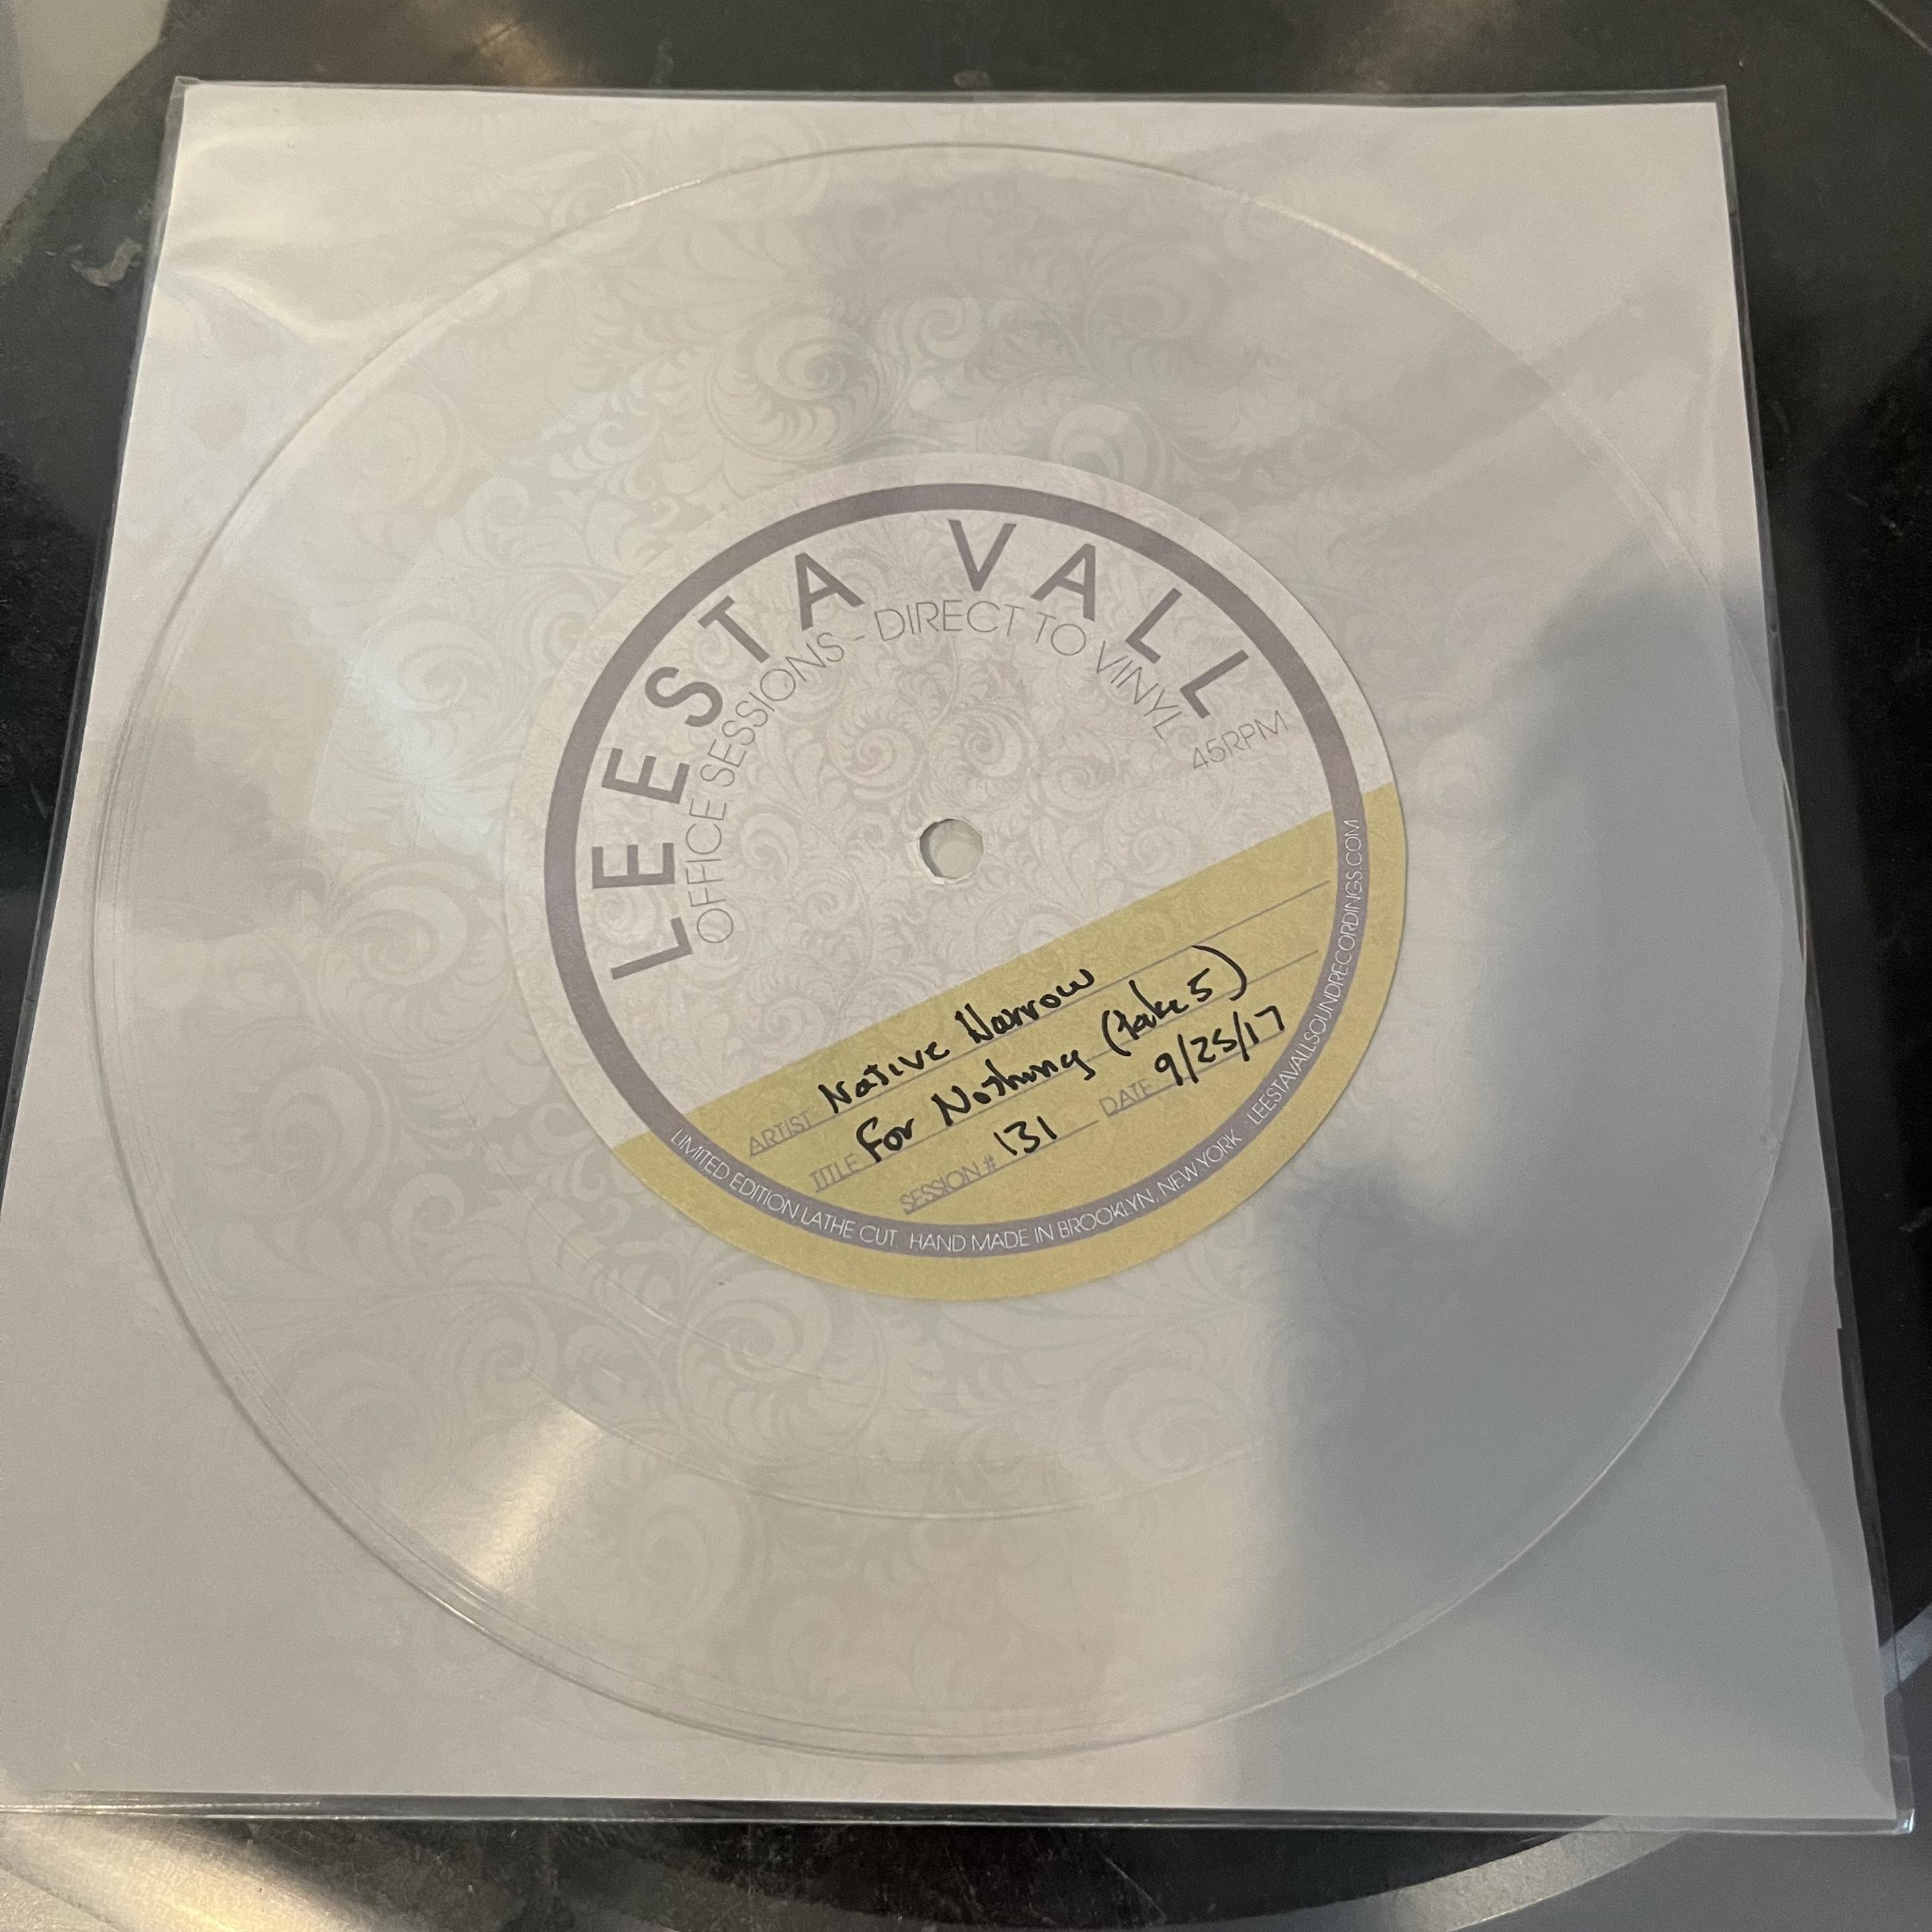 LEESTA VALL
OFFICE SESSIONS - DIRECT TO VINYL
45RPM
ARTIST Native Harrow
TITLE For Nothing (take 5)
SESSION # 131 DATE 9/25/17
LIMITED EDITION LATHE CUT. HAND MADE IN BROOKLYN, NEW YORK LEESTAVALLSOUNDRECORDINGS.COM